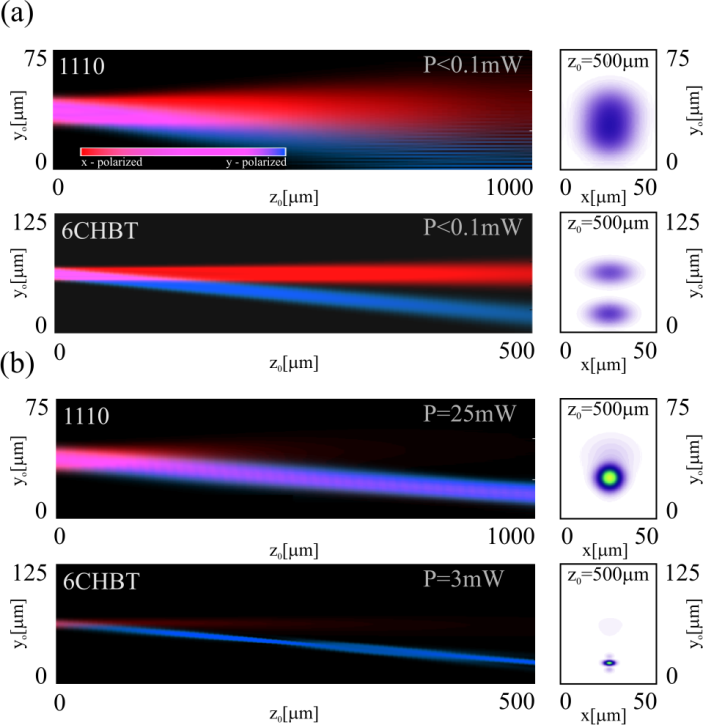 (a)
75
1110
P<0.1mW
y₀[μm]
x - polarized
y - polarized
0
0
1000
z₀[μm]
z₀=500μm
75
y₀[μm]
0
0
50
x[μm]
125
6CHBT
P<0.1mW
y₀[μm]
0
0
500
z₀[μm]
z₀=500
125
y₀[μm]
0
0
50
x[μm]
(b)
75
1110
P=25mW
y₀[μm]
0
0
1000
z₀[μm]
z₀=500μm
75
y₀[μm]
0
0
50
x[μm]
125
6CHBT
P=3mW
y₀[μm]
0
0
500
z₀[μm]
z₀=500μm
125
y₀[μm]
0
0
50
x[μm]